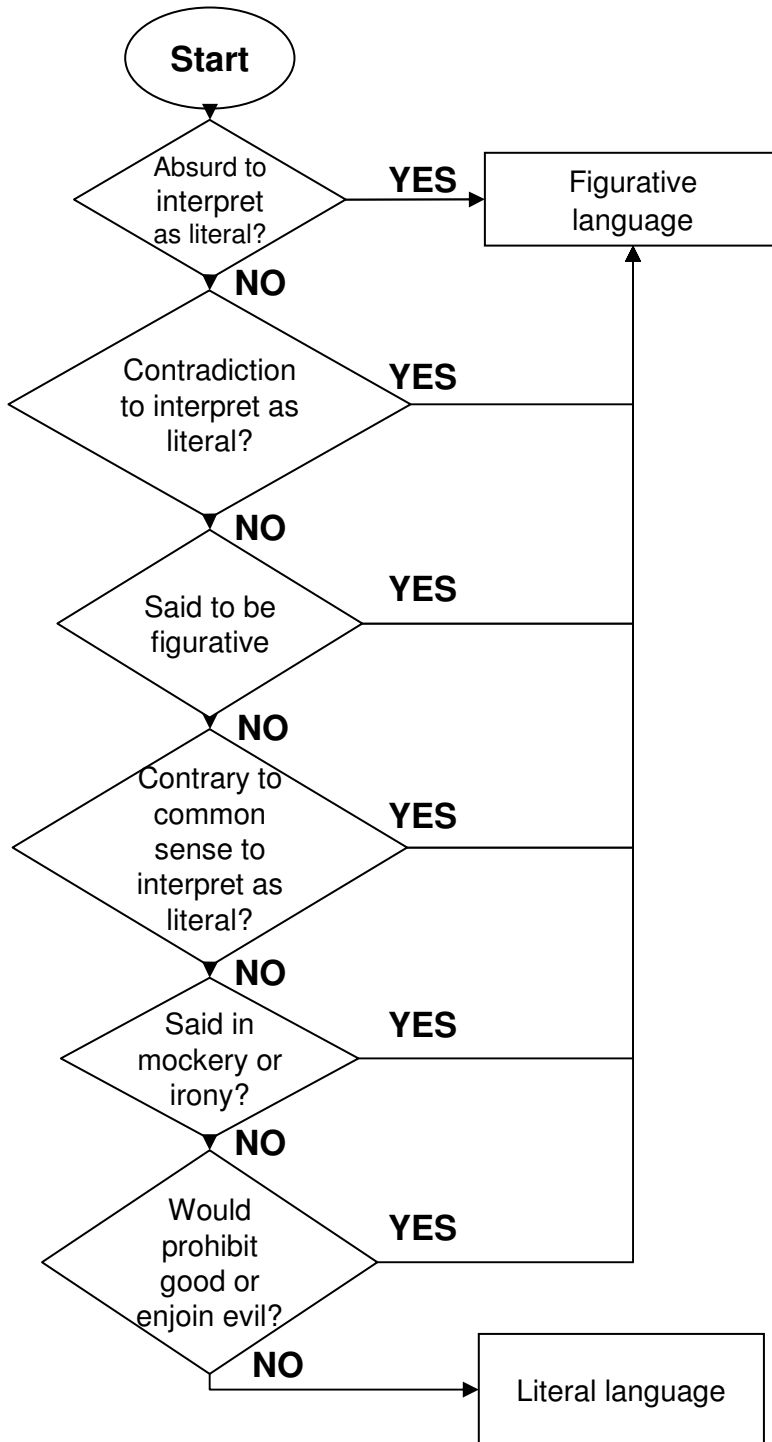 Start
Absurd to
interpret
as literal?
YES
Figurative
language
NO
Contradiction
to interpret as
literal?
YES
NO
Said to be
figurative
YES
NO
Contrary to
common
sense to
interpret as
literal?
YES
NO
Said in
mockery or
irony?
YES
NO
Would
prohibit
good or
enjoin evil?
YES
NO
Literal language